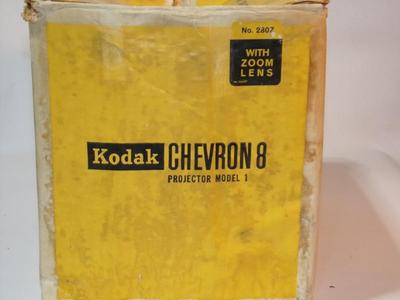 No. 2807
WITH
ZOOM
LENS
Kodak CHEVRON 8
PROJECTOR MODEL 1